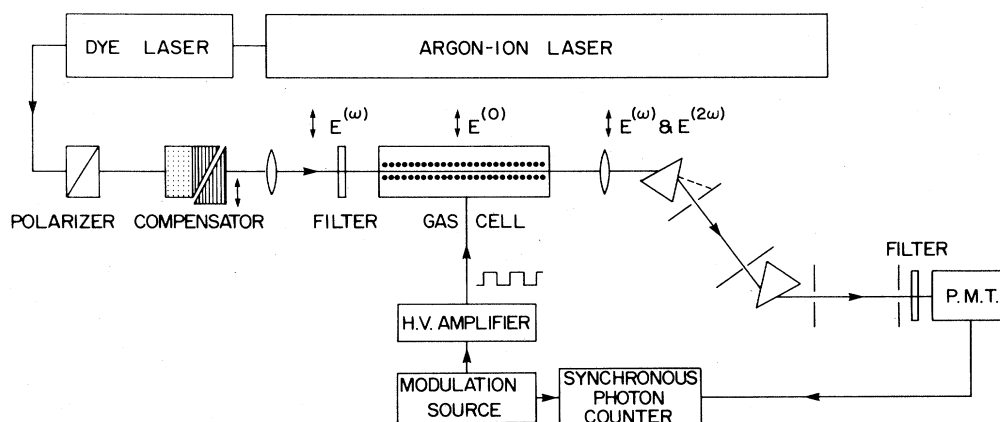 DYE LASER
ARGON-ION LASER
E^(ω)
E^(0)
E^(ω) & E^(2ω)
POLARIZER
COMPENSATOR
FILTER
GAS CELL
FILTER
P.M.T.
H.V. AMPLIFIER
MODULATION
SOURCE
SYNCHRONOUS
PHOTON
COUNTER